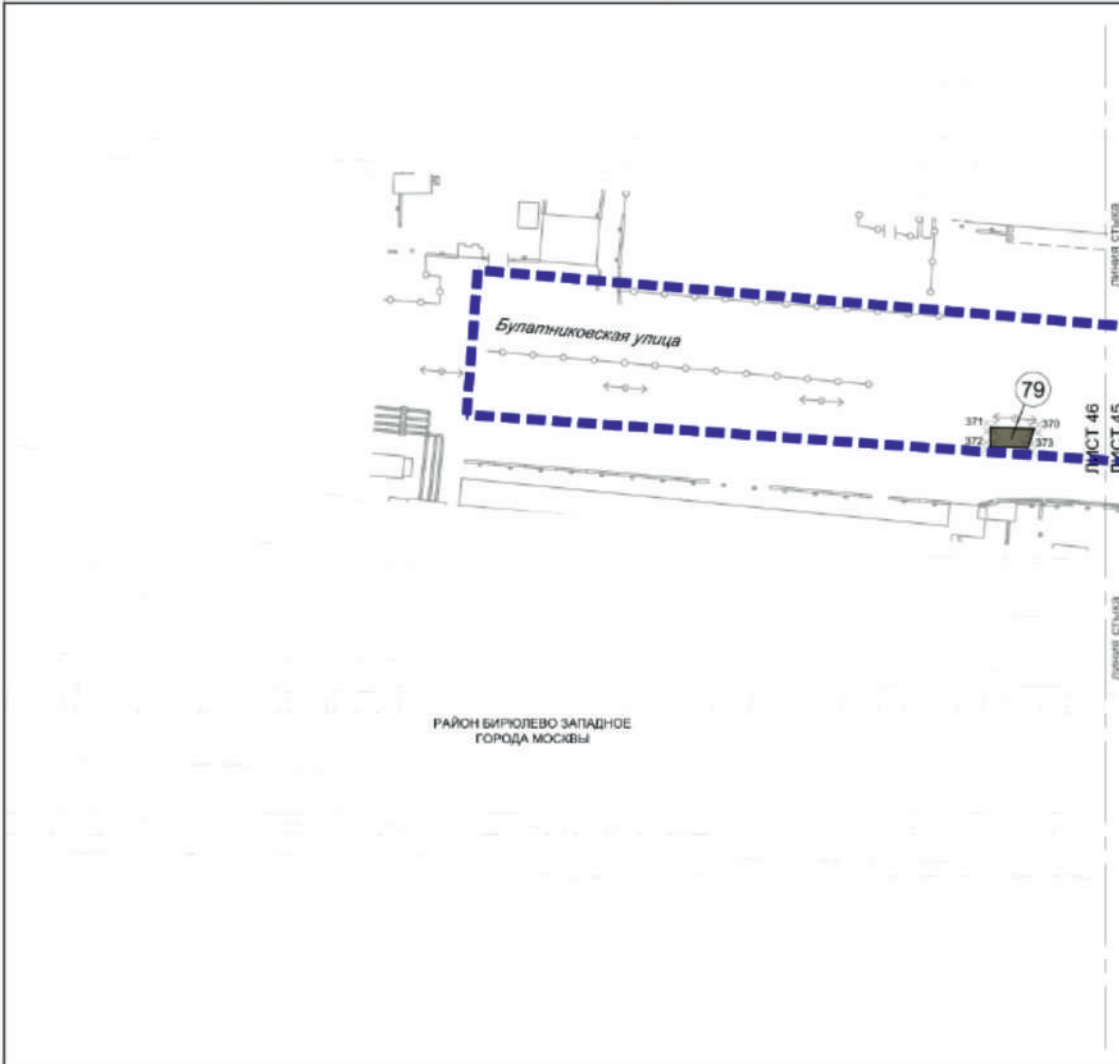 линия стыка
Булатниковская улица
79
371
370
372
373
ЛИСТ 46
ЛИСТ 45
линия стыка
РАЙОН БИРЮЛЕВО ЗАПАДНОЕ
ГОРОДА МОСКВЫ